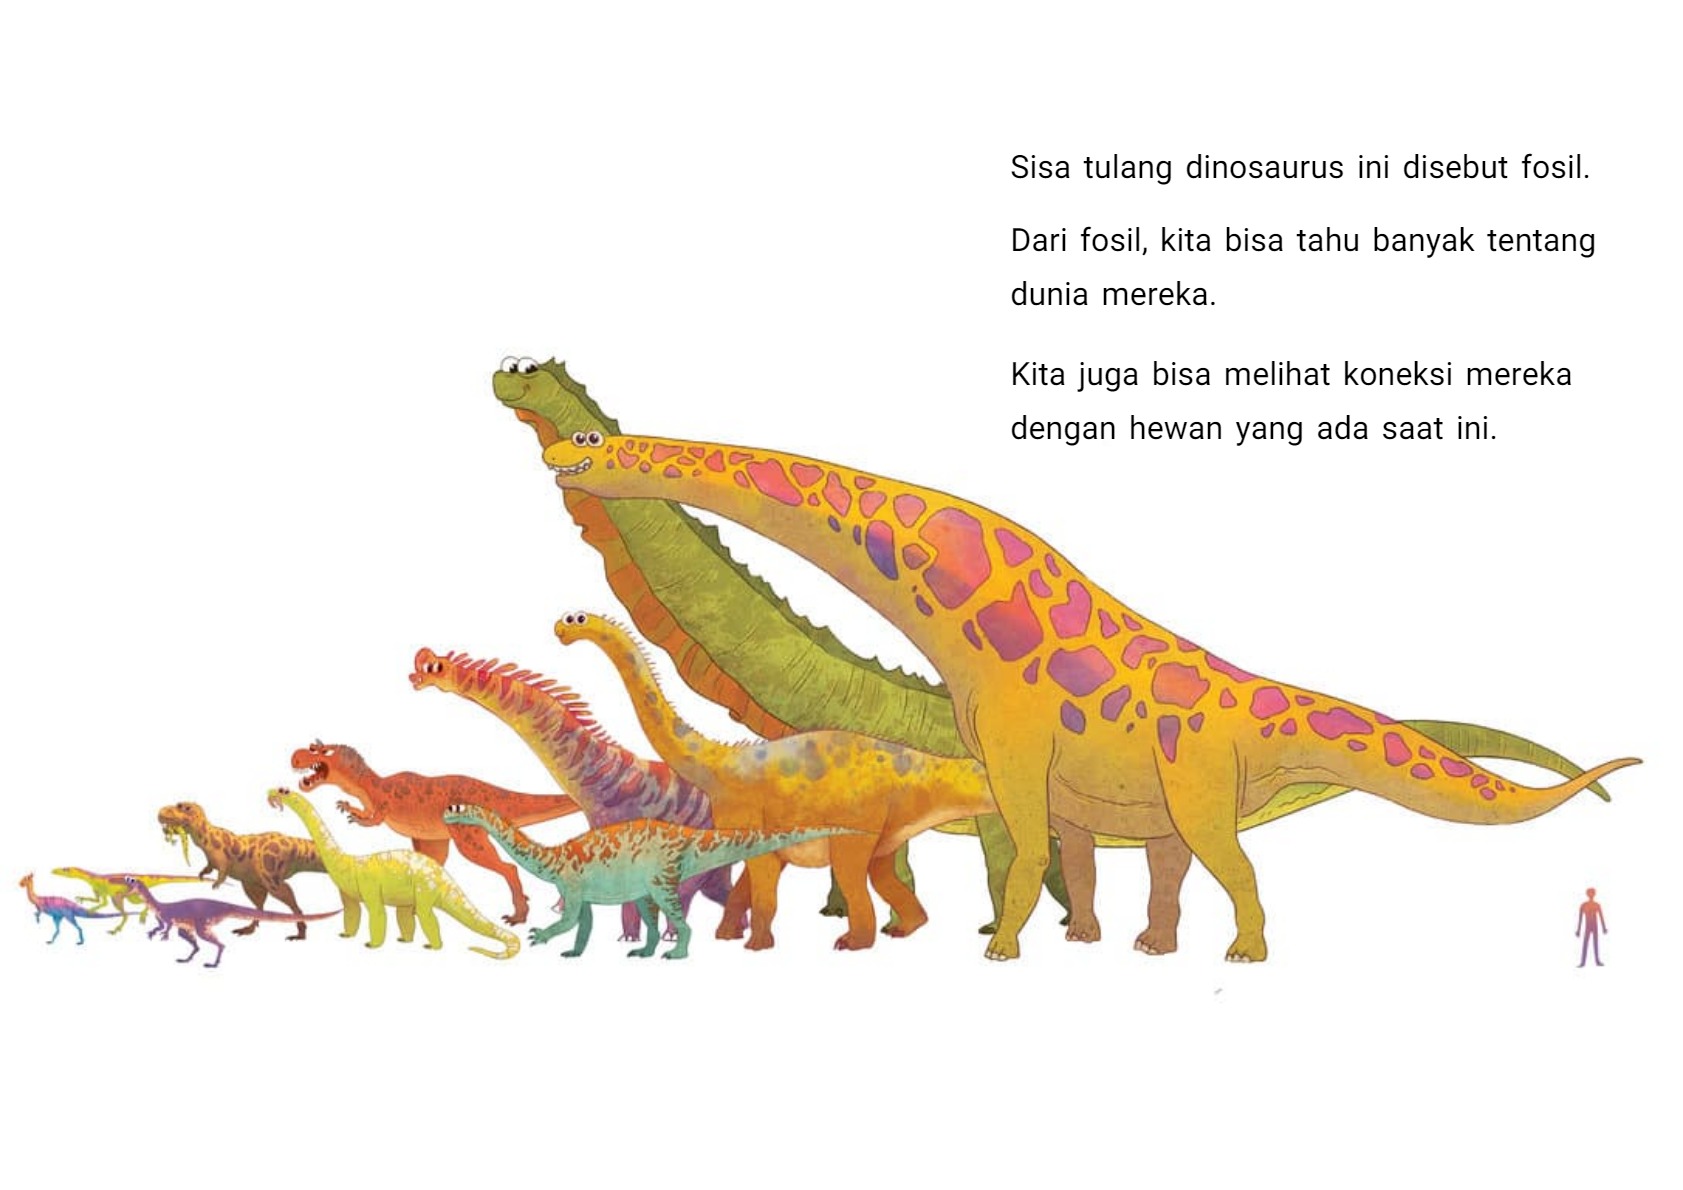 Sisa tulang dinosaurus ini disebut fosil.
Dari fosil, kita bisa tahu banyak tentang
dunia mereka.
Kita juga bisa melihat koneksi mereka
dengan hewan yang ada saat ini.